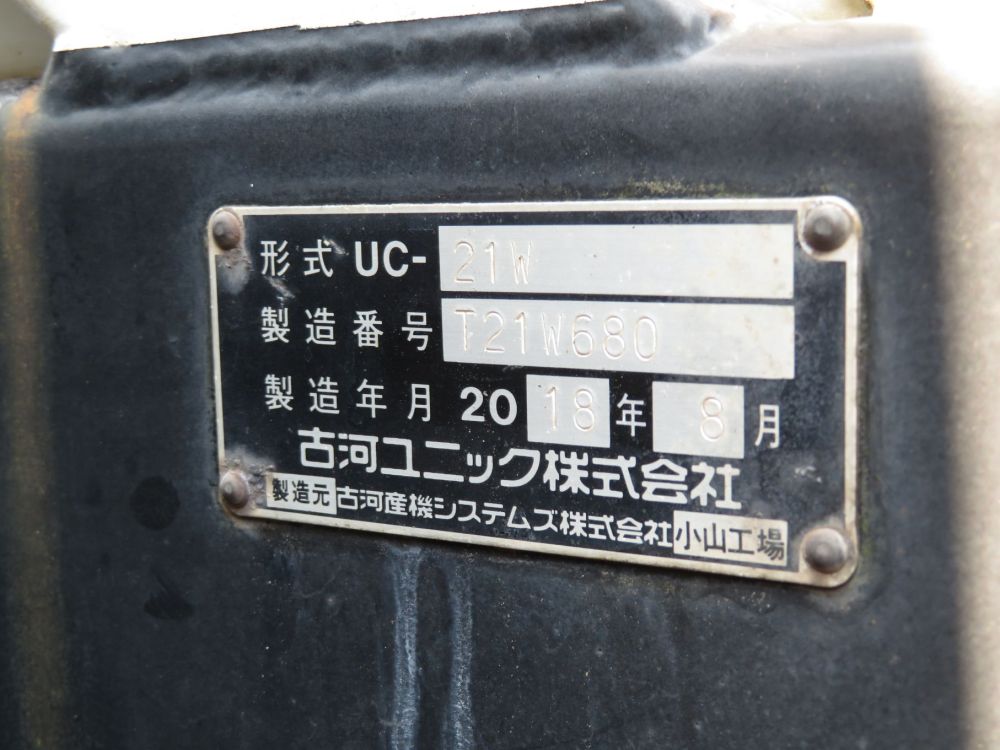 形式 UC- 21W
製造番号 T21W680
製造年月 20 18 年 8 月
古河ユニック株式会社
製造元 古河産機システムズ株式会社 小山工場